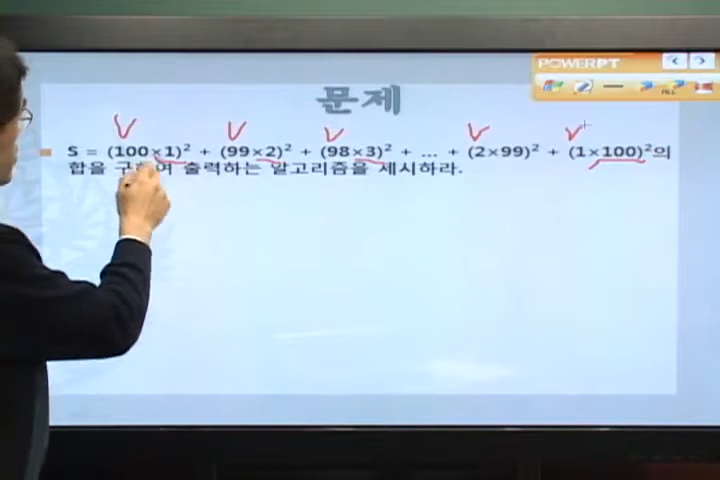 POWERPT
문제
S = (100×1)² + (99×2)² + (98×3)² + ... + (2×99)² + (1×100)²의
합을 구하여 출력하는 알고리즘을 제시하라.